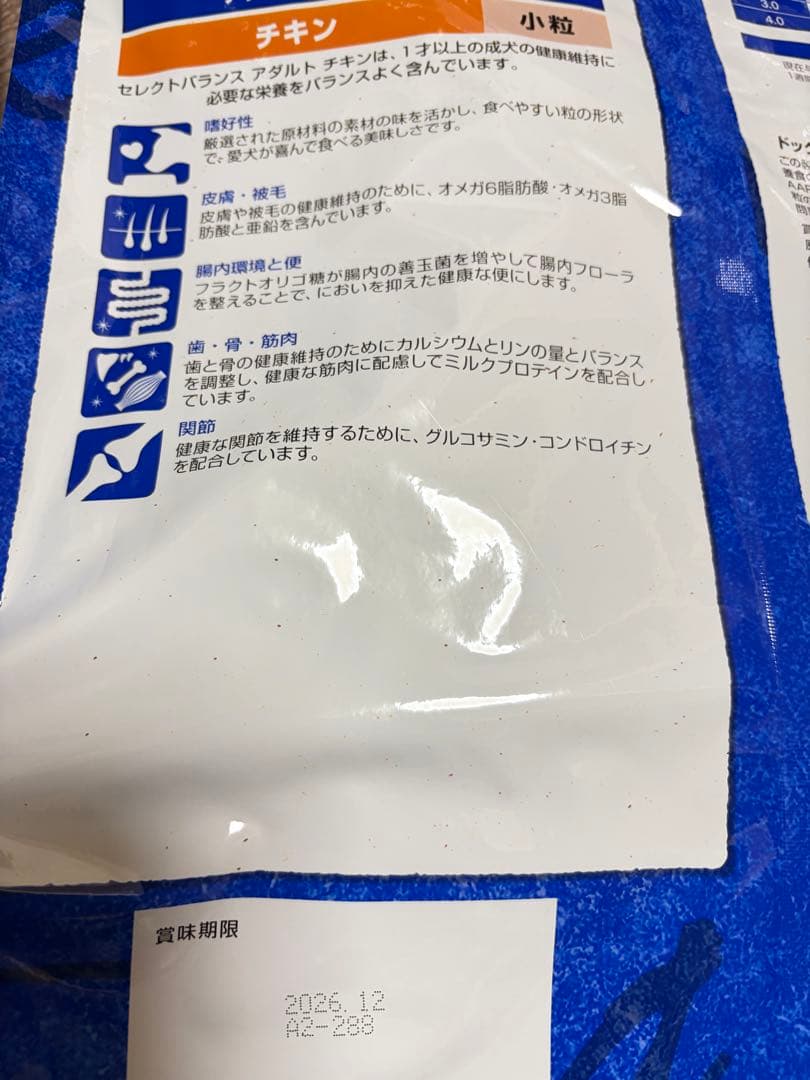 チキン
小粒
セレクトバランス アダルト チキンは、1才以上の成犬の健康維持に
必要な栄養をバランスよく含んでいます。
嗜好性
厳選された原材料の素材の味を活かし、食べやすい粒の形状
で、愛犬が喜んで食べる美味しさです。
皮膚・被毛
皮膚や被毛の健康維持のために、オメガ6脂肪酸・オメガ3脂
肪酸と亜鉛を含んでいます。
腸内環境と便
フラクトオリゴ糖が腸内の善玉菌を増やして腸内フローラ
を整えることで、においを抑えた健康な便にします。
歯・骨・筋肉
歯と骨の健康維持のためにカルシウムとリンの量とバランス
を調整し、健康な筋肉に配慮してミルクプロテインを配合し
ています。
関節
健康な関節を維持するために、グルコサミン・コンドロイチン
を配合しています。
3.0
4.0
現在
1週間
ドッグ
この
養食
AA
粒の
問
賞味期限
2026.12
A2-288